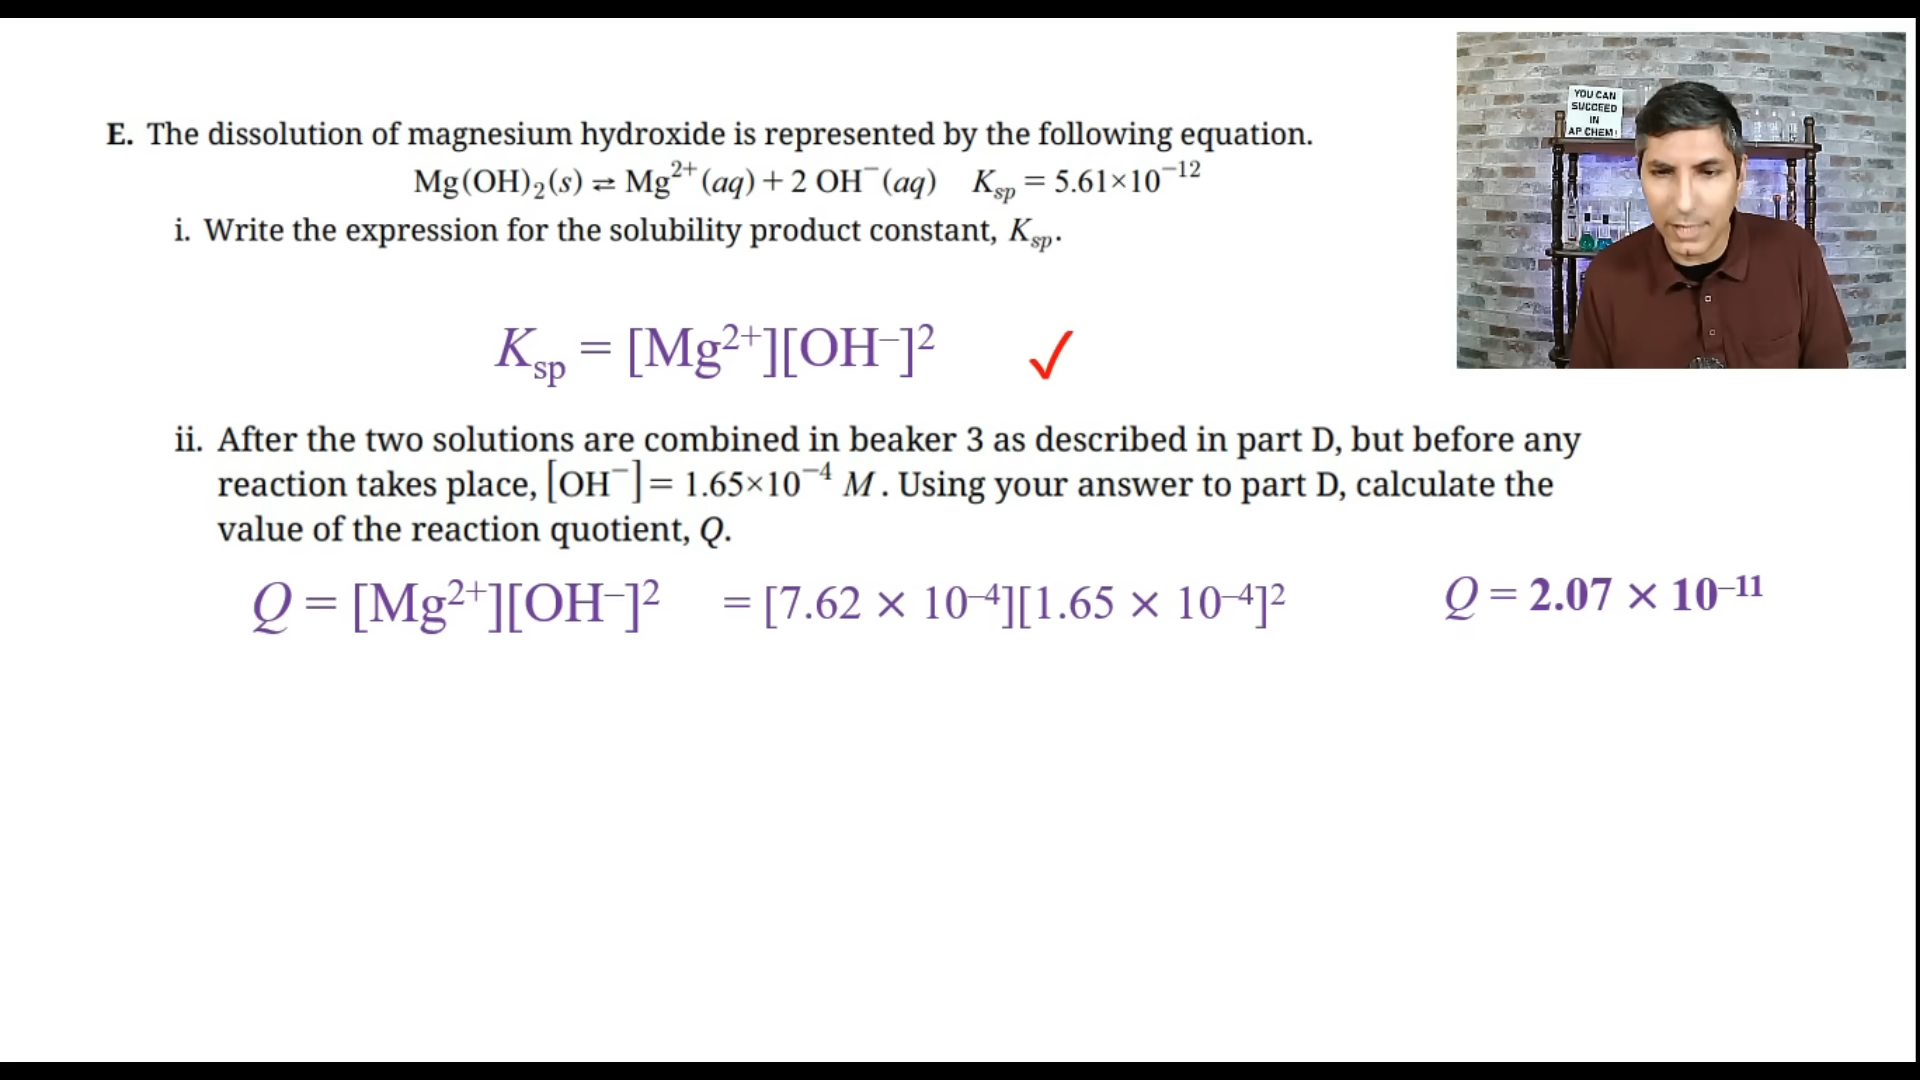 YOU CAN
SUCCEED
IN
AP CHEM!
E. The dissolution of magnesium hydroxide is represented by the following equation.
Mg(OH)₂(s) ⇌ Mg²⁺(aq) + 2 OH⁻(aq) Kₛₚ = 5.61×10⁻¹²
i. Write the expression for the solubility product constant, Kₛₚ.
Kₛₚ = [Mg²⁺][OH⁻]² ✓
ii. After the two solutions are combined in beaker 3 as described in part D, but before any
reaction takes place, [OH⁻] = 1.65×10⁻⁴ M. Using your answer to part D, calculate the
value of the reaction quotient, Q.
Q = [Mg²⁺][OH⁻]² = [7.62 × 10⁻⁴][1.65 × 10⁻⁴]² Q = 2.07 × 10⁻¹¹